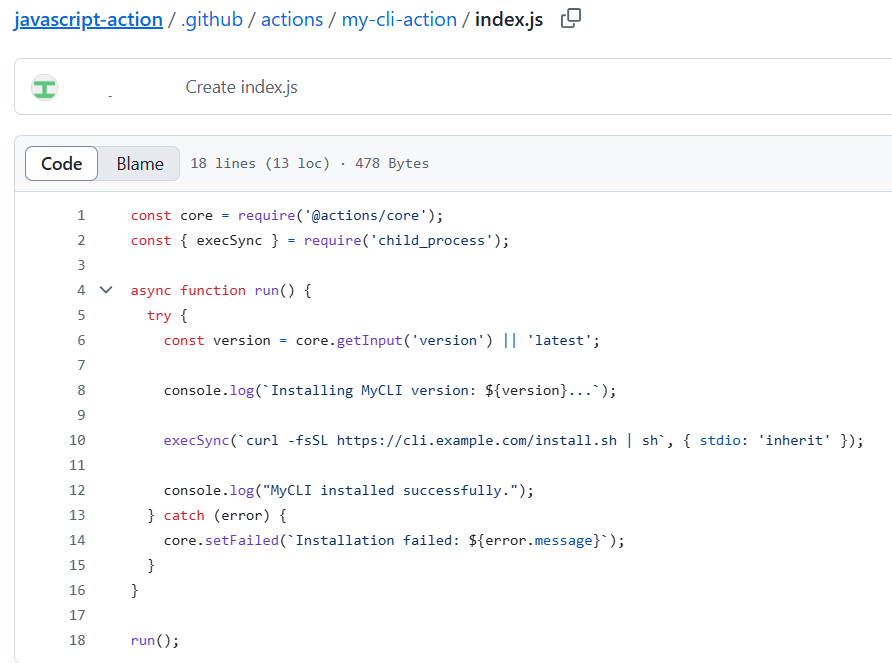 javascript-action / .github / actions / my-cli-action / index.js
- Create index.js
Code Blame 18 lines (13 loc) · 478 Bytes
1 const core = require('@actions/core');
2 const { execSync } = require('child_process');
3
4 async function run() {
5   try {
6     const version = core.getInput('version') || 'latest';
7
8     console.log(`Installing MyCLI version: ${version}...`);
9
10     execSync(`curl -fsSL https://cli.example.com/install.sh | sh`, { stdio: 'inherit' });
11
12     console.log("MyCLI installed successfully.");
13   } catch (error) {
14     core.setFailed(`Installation failed: ${error.message}`);
15   }
16 }
17
18 run();